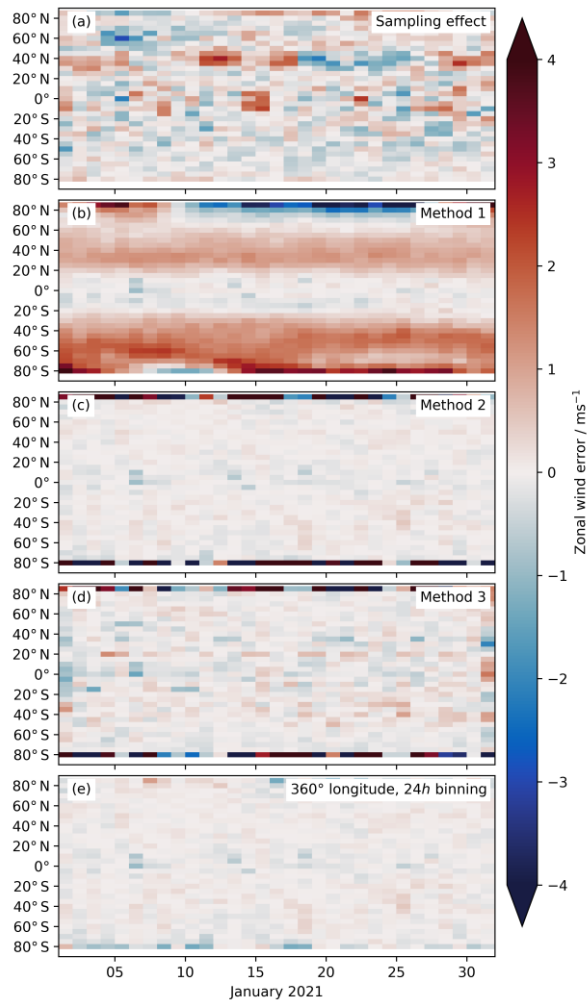 (a)
Sampling effect
80° N
60° N
40° N
20° N
0°
20° S
40° S
60° S
80° S
(b)
Method 1
80° N
60° N
40° N
20° N
0°
20° S
40° S
60° S
80° S
(c)
Method 2
80° N
60° N
40° N
20° N
0°
20° S
40° S
60° S
80° S
(d)
Method 3
80° N
60° N
40° N
20° N
0°
20° S
40° S
60° S
80° S
(e)
360° longitude, 24h binning
80° N
60° N
40° N
20° N
0°
20° S
40° S
60° S
80° S
05
10
15
20
25
30
January 2021
4
3
2
1
0
−1
−2
−3
−4
Zonal wind error / ms⁻¹